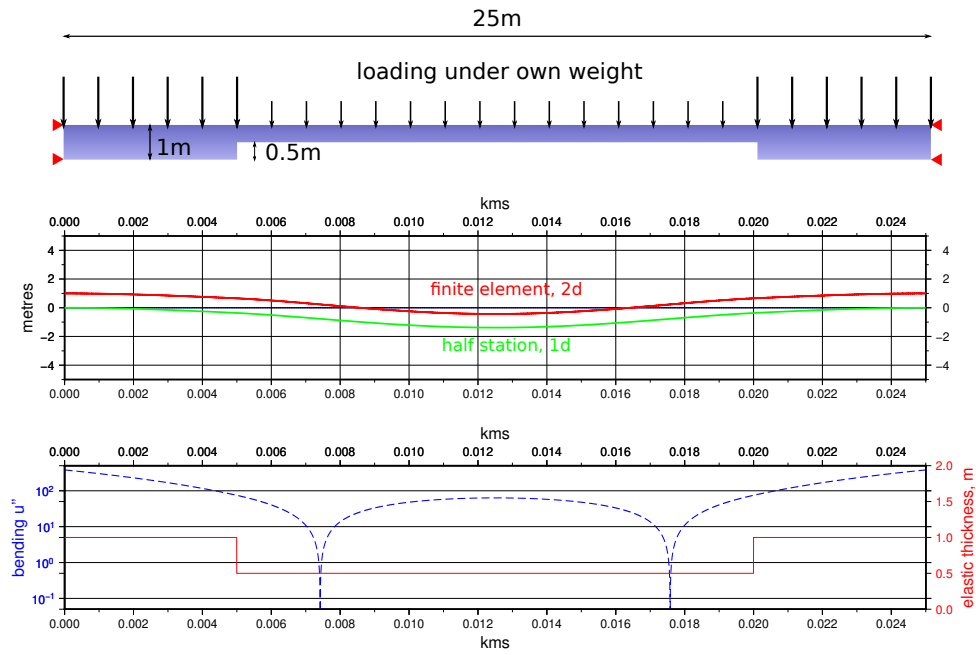 25m
loading under own weight
1m
0.5m
kms
0.000 0.002 0.004 0.006 0.008 0.010 0.012 0.014 0.016 0.018 0.020 0.022 0.024
4 4
2 2
0 0
−2 −2
−4 −4
metres
finite element, 2d
half station, 1d
0.000 0.002 0.004 0.006 0.008 0.010 0.012 0.014 0.016 0.018 0.020 0.022 0.024
kms
0.000 0.002 0.004 0.006 0.008 0.010 0.012 0.014 0.016 0.018 0.020 0.022 0.024
bending u"
10² 
10¹
10⁰
10⁻¹
2.0
1.5
1.0
0.5
0.0
elastic thickness, m
0.000 0.002 0.004 0.006 0.008 0.010 0.012 0.014 0.016 0.018 0.020 0.022 0.024
kms